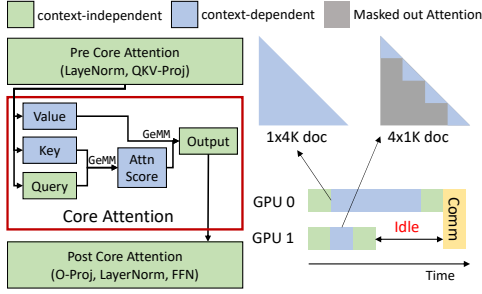 context-independent
context-dependent
Masked out Attention
Pre Core Attention
(LayeNorm, QKV-Proj)
Value
Key
Query
GeMM
Attn
Score
GeMM
Output
Core Attention
Post Core Attention
(O-Proj, LayerNorm, FFN)
1x4K doc
4x1K doc
GPU 0
GPU 1
Idle
Comm
Time